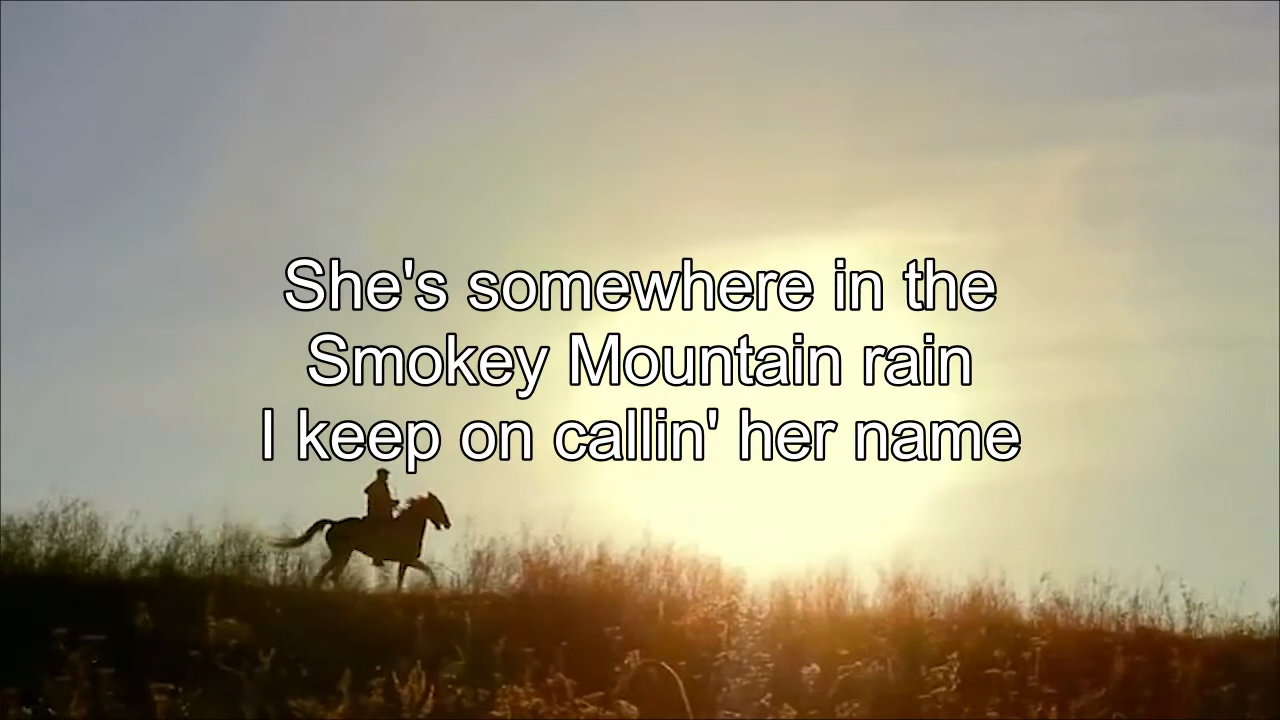 She's somewhere in the
Smokey Mountain rain
I keep on callin' her name